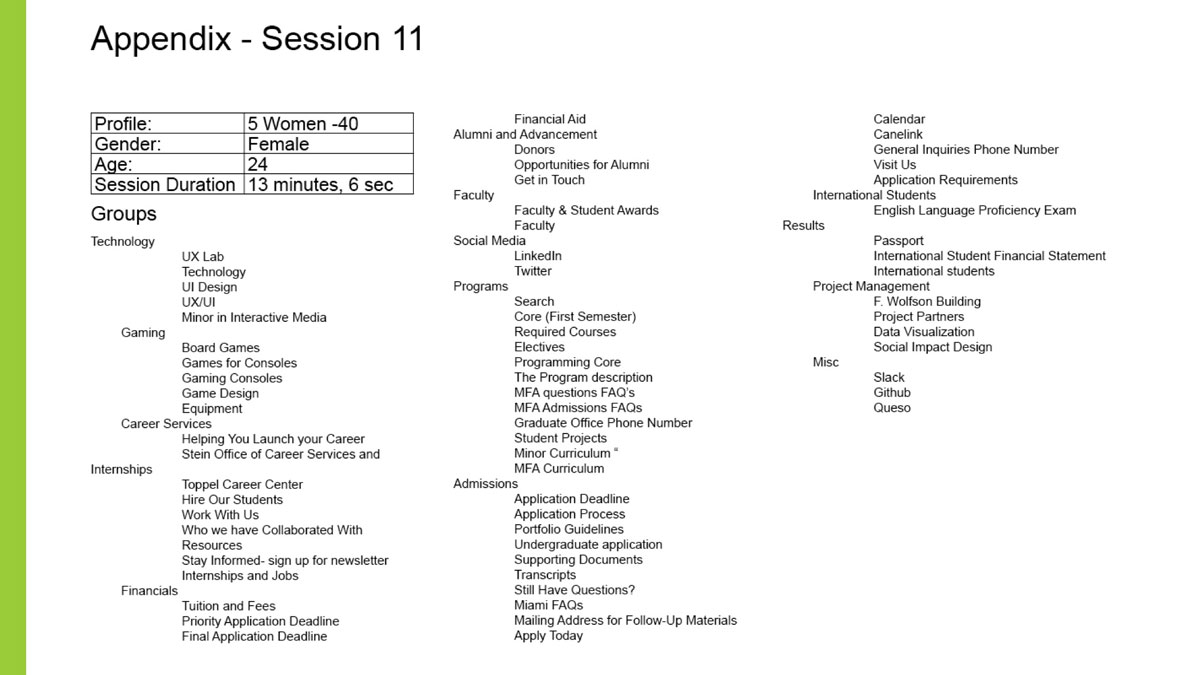 Appendix - Session 11
Profile: 5 Women -40
Gender: Female
Age: 24
Session Duration 13 minutes, 6 sec
Groups
Technology
UX Lab
Technology
UI Design
UX/UI
Minor in Interactive Media
Gaming
Board Games
Games for Consoles
Gaming Consoles
Game Design
Equipment
Career Services
Helping You Launch your Career
Stein Office of Career Services and
Internships
Toppel Career Center
Hire Our Students
Work With Us
Who we have Collaborated With
Resources
Stay Informed- sign up for newsletter
Internships and Jobs
Financials
Tuition and Fees
Priority Application Deadline
Final Application Deadline
Financial Aid
Alumni and Advancement
Donors
Opportunities for Alumni
Get in Touch
Faculty
Faculty & Student Awards
Faculty
Social Media
LinkedIn
Twitter
Programs
Search
Core (First Semester)
Required Courses
Electives
Programming Core
The Program description
MFA questions FAQ's
MFA Admissions FAQs
Graduate Office Phone Number
Student Projects
Minor Curriculum "
MFA Curriculum
Admissions
Application Deadline
Application Process
Portfolio Guidelines
Undergraduate application
Supporting Documents
Transcripts
Still Have Questions?
Miami FAQs
Mailing Address for Follow-Up Materials
Apply Today
Calendar
Canelink
General Inquiries Phone Number
Visit Us
Application Requirements
International Students
English Language Proficiency Exam
Results
Passport
International Student Financial Statement
International students
Project Management
F. Wolfson Building
Project Partners
Data Visualization
Social Impact Design
Misc
Slack
Github
Queso